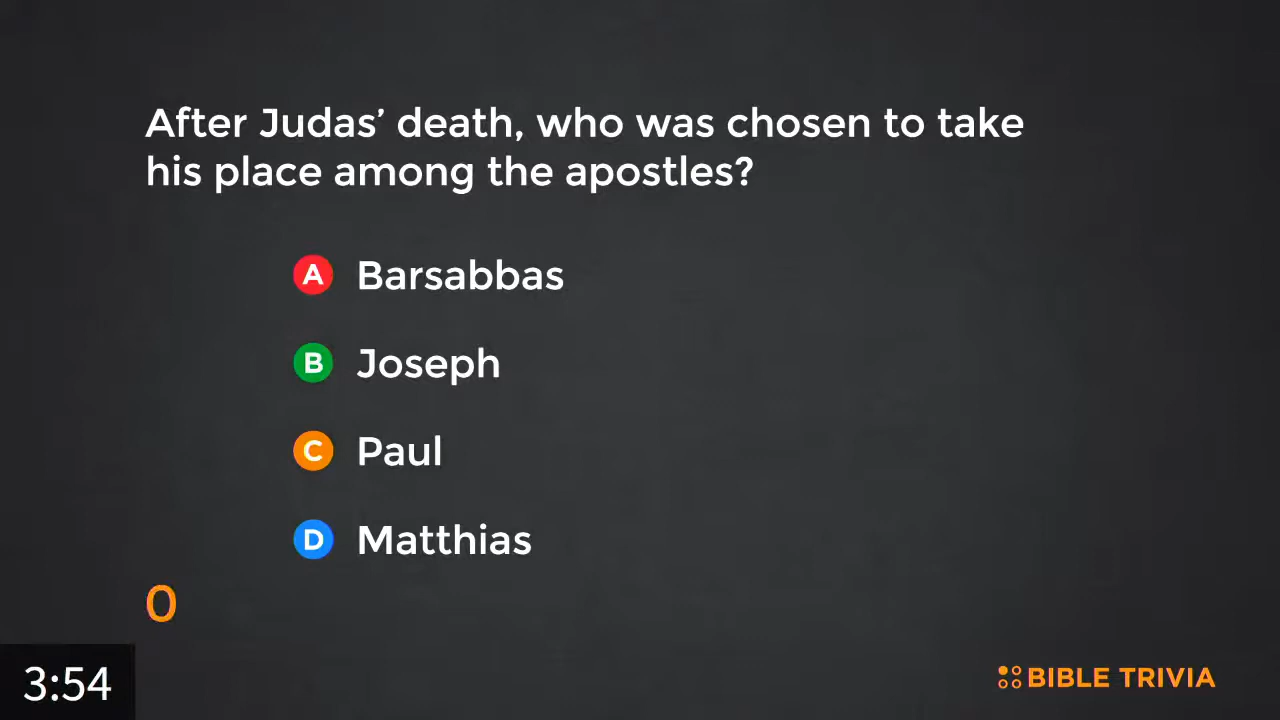 After Judas’ death, who was chosen to take
his place among the apostles?
A Barsabbas
B Joseph
C Paul
D Matthias
0
3:54
BIBLE TRIVIA